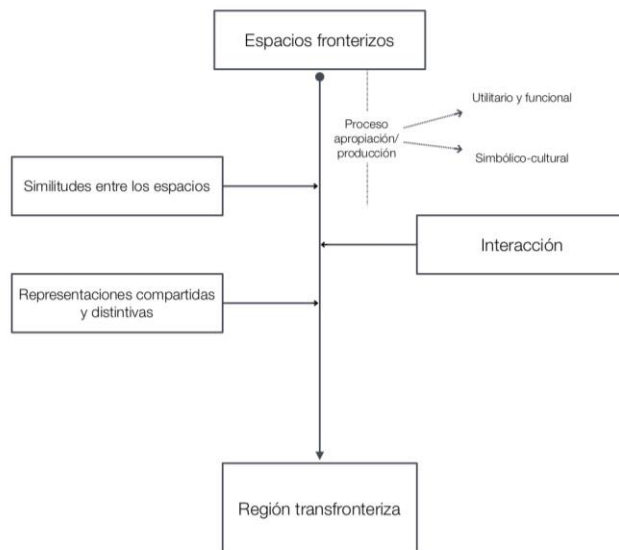 Espacios fronterizos
Utilitario y funcional
Proceso
apropiación/
producción
Simbólico-cultural
Similitudes entre los espacios
Interacción
Representaciones compartidas
y distintivas
Región transfronteriza